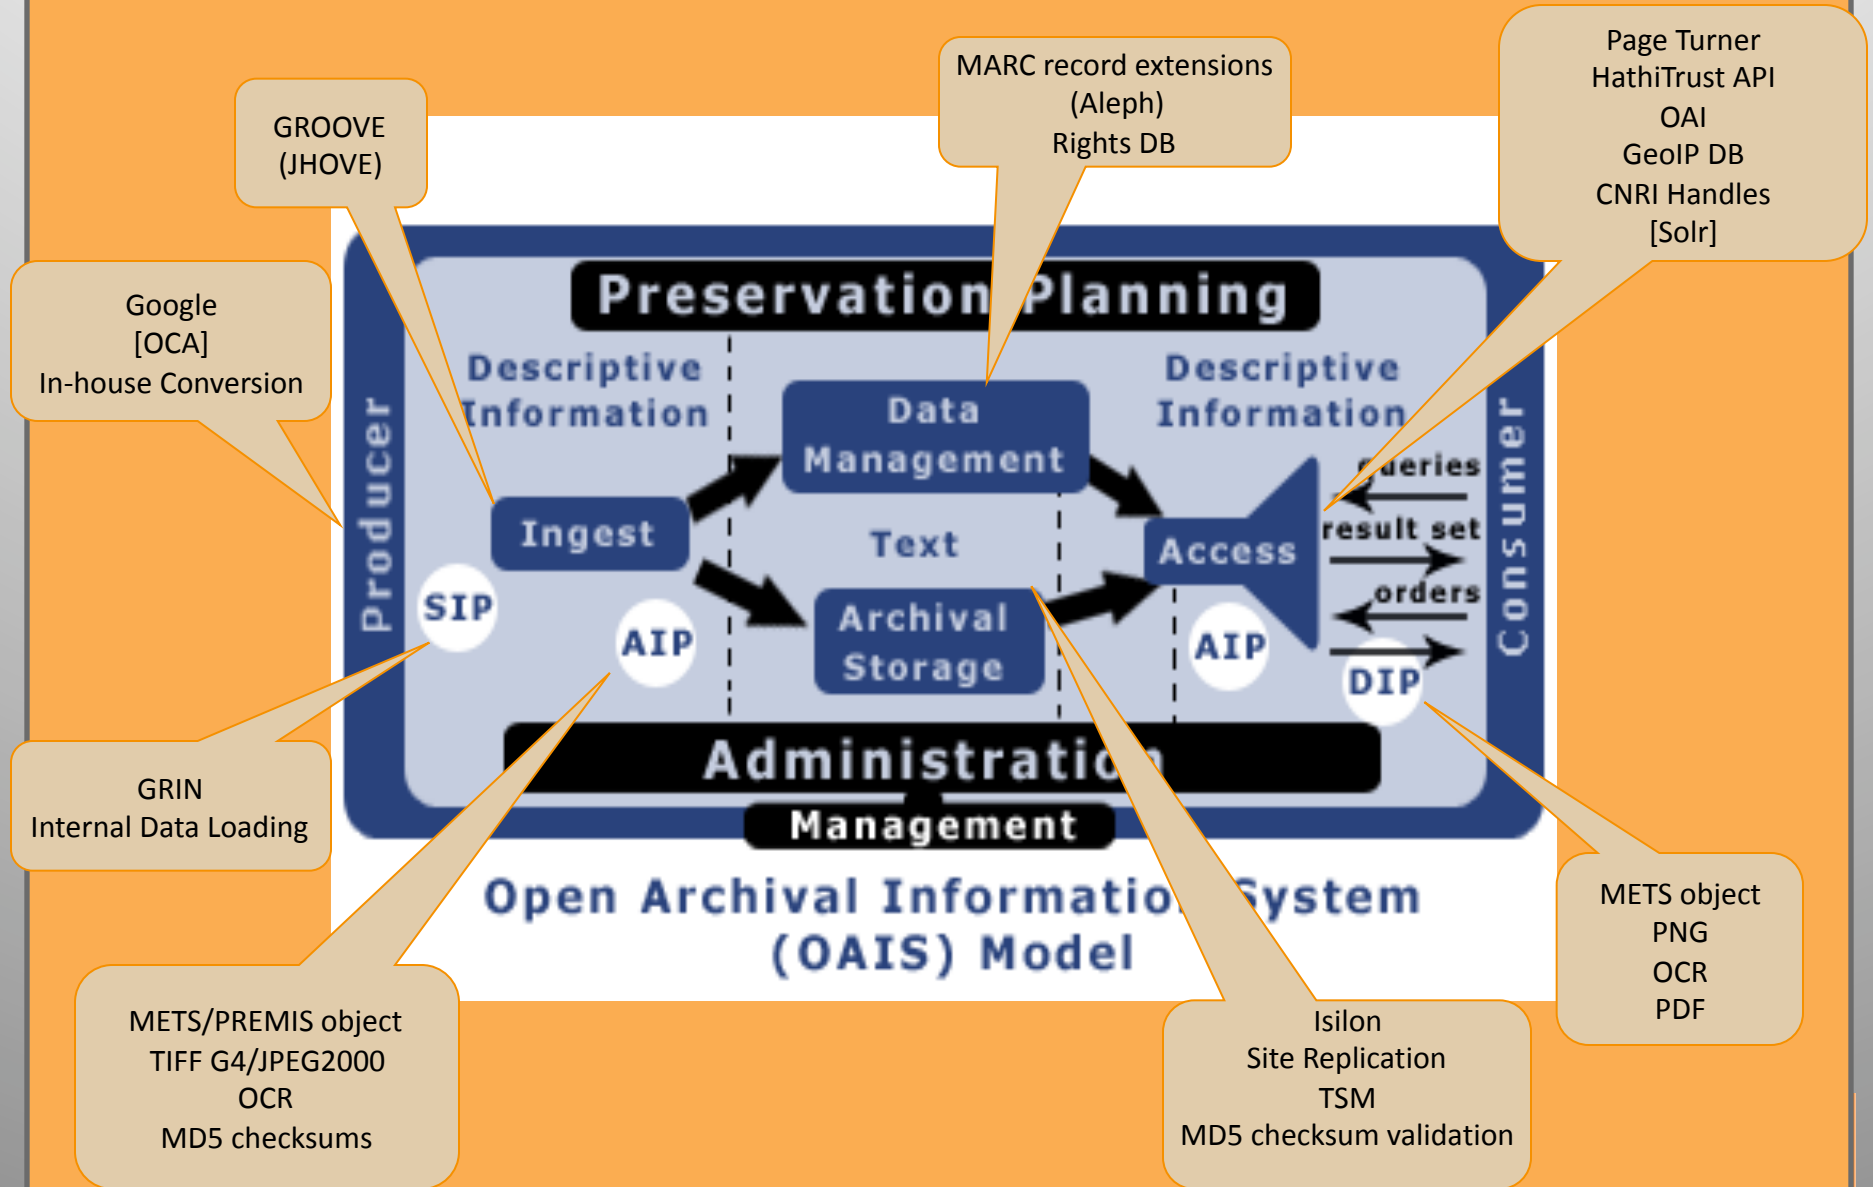 Page Turner
HathiTrust API
OAI
GeoIP DB
CNRI Handles
[Solr]
MARC record extensions
(Aleph)
Rights DB
GROOVE
(JHOVE)
Google
[OCA]
In-house Conversion
Preservation Planning
Descriptive
Information
Descriptive
Information
Producer
Consumer
Data
Management
Ingest
Text
Access
queries
result set
orders
SIP
AIP
Archival
Storage
AIP
DIP
Administration
Management
GRIN
Internal Data Loading
Open Archival Information System
(OAIS) Model
METS object
PNG
OCR
PDF
METS/PREMIS object
TIFF G4/JPEG2000
OCR
MD5 checksums
Isilon
Site Replication
TSM
MD5 checksum validation